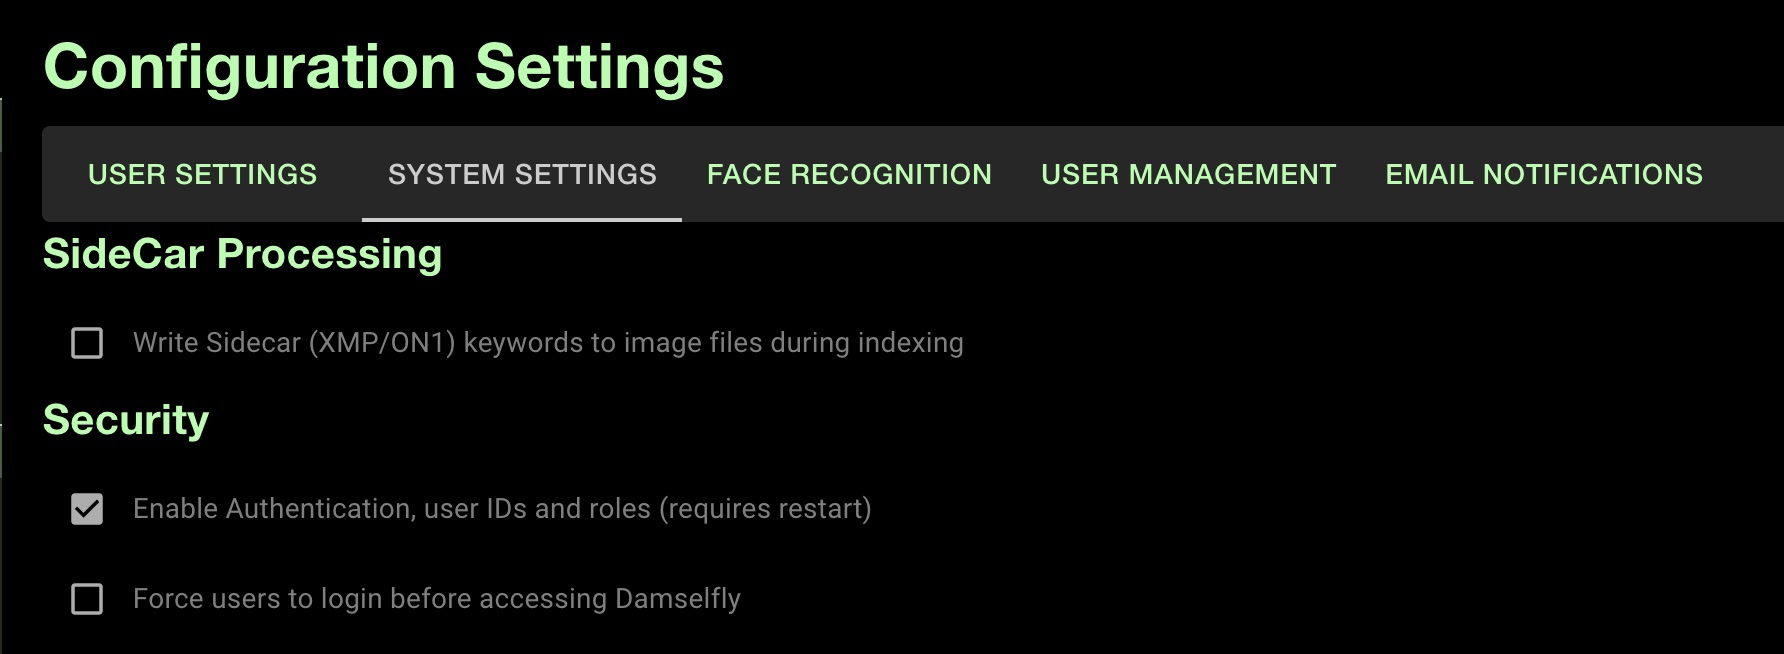 Configuration Settings
USER SETTINGS SYSTEM SETTINGS FACE RECOGNITION USER MANAGEMENT EMAIL NOTIFICATIONS
SideCar Processing
Write Sidecar (XMP/ON1) keywords to image files during indexing
Security
Enable Authentication, user IDs and roles (requires restart)
Force users to login before accessing Damselfly